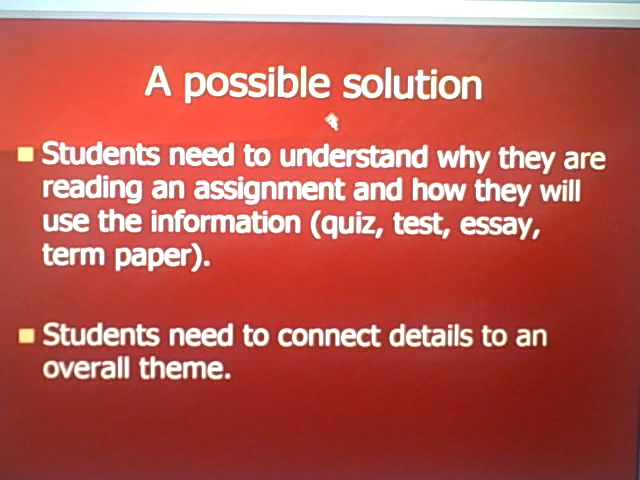 A possible solution
Students need to understand why they are
reading an assignment and how they will
use the information (quiz, test, essay,
term paper).
Students need to connect details to an
overall theme.